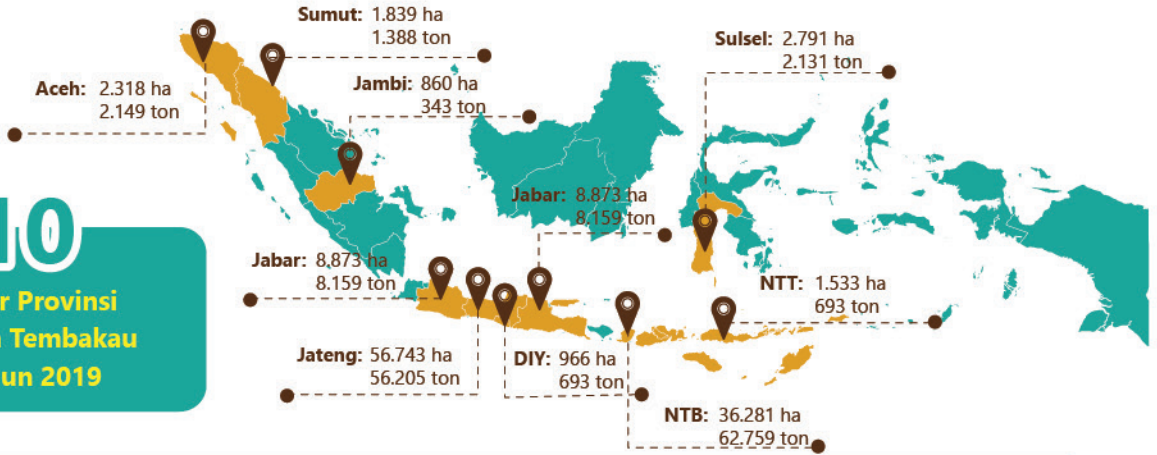 Sumut: 1.839 ha
1.388 ton
Aceh: 2.318 ha
2.149 ton
Jambi: 860 ha
343 ton
Sulsel: 2.791 ha
2.131 ton
Jabar: 8.873 ha
8.159 ton
10
Provinsi
Tembakau
2019
Jabar: 8.873 ha
8.159 ton
NTT: 1.533 ha
693 ton
Jateng: 56.743 ha
56.205 ton
DIY: 966 ha
693 ton
NTB: 36.281 ha
62.759 ton